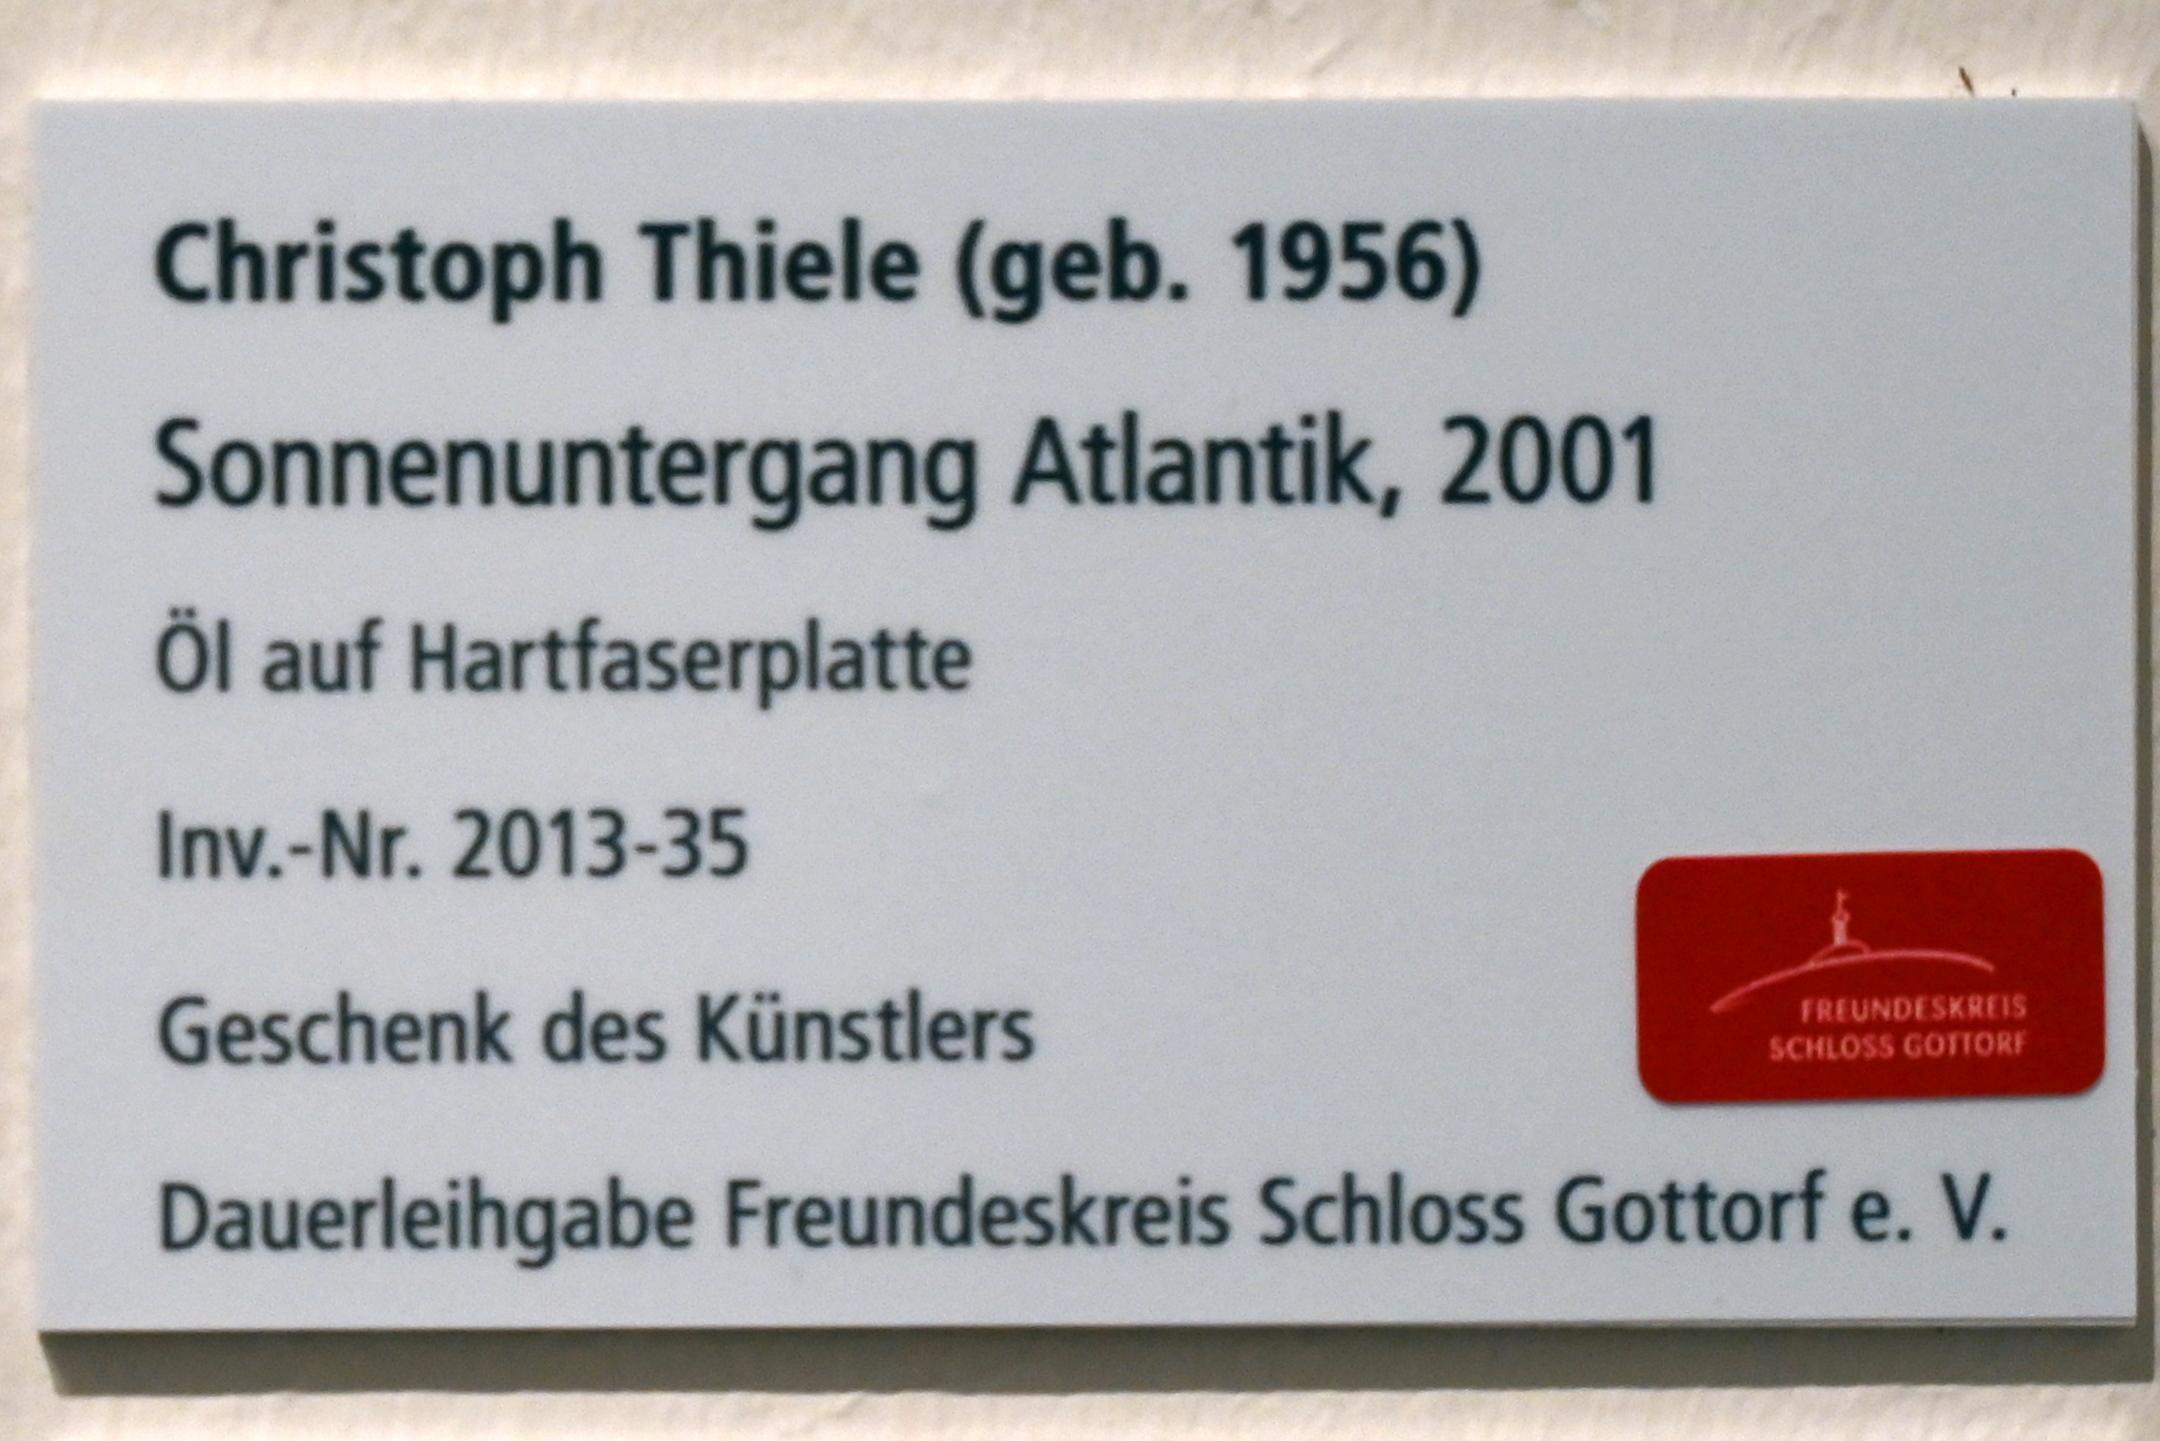 Christoph Thiele (geb. 1956)
Sonnenuntergang Atlantik, 2001
Öl auf Hartfaserplatte
Inv.-Nr. 2013-35
Geschenk des Künstlers
FREUNDESKREIS
SCHLOSS GOTTORF
Dauerleihgabe Freundeskreis Schloss Gottorf e. V.